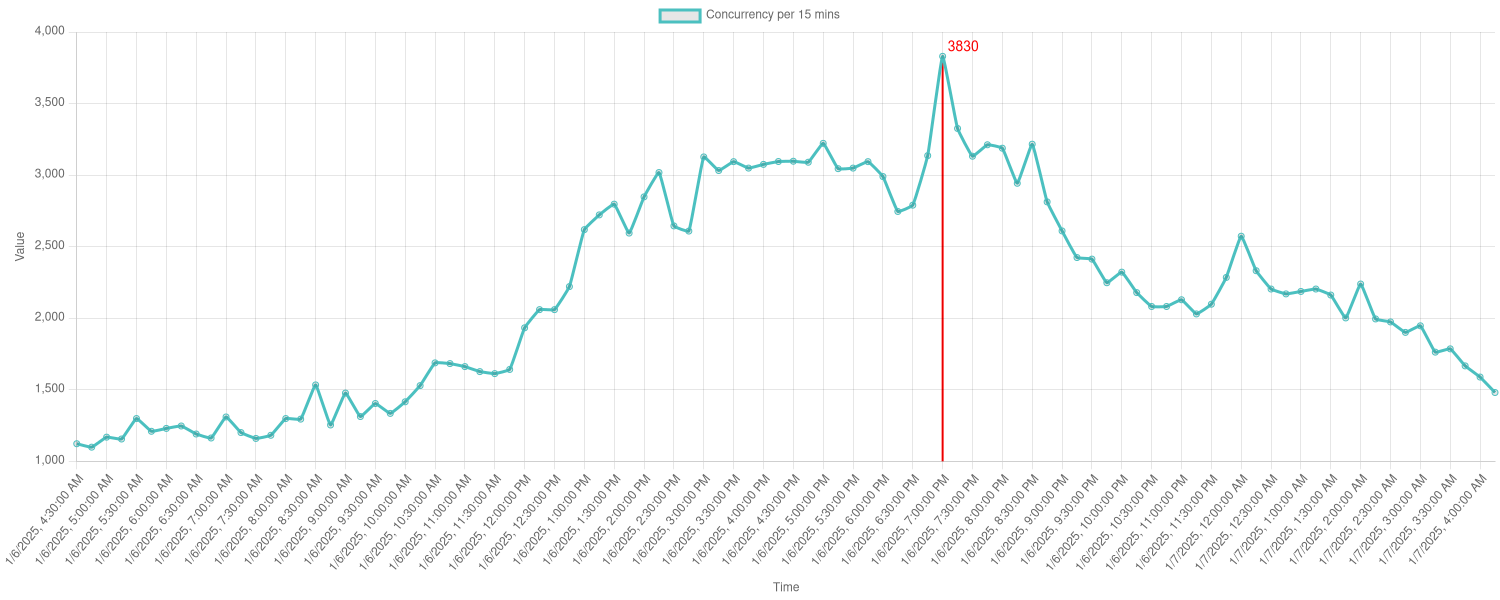 Concurrency per 15 mins
4,000
3830
3,500
3,000
2,500
Value
2,000
1,500
1,000
1/6/2025, 4:30:00 AM
1/6/2025, 5:00:00 AM
1/6/2025, 5:30:00 AM
1/6/2025, 6:00:00 AM
1/6/2025, 6:30:00 AM
1/6/2025, 7:00:00 AM
1/6/2025, 7:30:00 AM
1/6/2025, 8:00:00 AM
1/6/2025, 8:30:00 AM
1/6/2025, 9:00:00 AM
1/6/2025, 9:30:00 AM
1/6/2025, 10:00:00 AM
1/6/2025, 10:30:00 AM
1/6/2025, 11:00:00 AM
1/6/2025, 11:30:00 AM
1/6/2025, 12:00:00 PM
1/6/2025, 12:30:00 PM
1/6/2025, 1:00:00 PM
1/6/2025, 1:30:00 PM
1/6/2025, 2:00:00 PM
1/6/2025, 2:30:00 PM
1/6/2025, 3:00:00 PM
1/6/2025, 3:30:00 PM
1/6/2025, 4:00:00 PM
1/6/2025, 4:30:00 PM
1/6/2025, 5:00:00 PM
1/6/2025, 5:30:00 PM
1/6/2025, 6:00:00 PM
1/6/2025, 6:30:00 PM
1/6/2025, 7:00:00 PM
1/6/2025, 7:30:00 PM
1/6/2025, 8:00:00 PM
1/6/2025, 8:30:00 PM
1/6/2025, 9:00:00 PM
1/6/2025, 9:30:00 PM
1/6/2025, 10:00:00 PM
1/6/2025, 10:30:00 PM
1/6/2025, 11:00:00 PM
1/6/2025, 11:30:00 PM
1/7/2025, 12:00:00 AM
1/7/2025, 12:30:00 AM
1/7/2025, 1:00:00 AM
1/7/2025, 1:30:00 AM
1/7/2025, 2:00:00 AM
1/7/2025, 2:30:00 AM
1/7/2025, 3:00:00 AM
1/7/2025, 3:30:00 AM
1/7/2025, 4:00:00 AM
Time